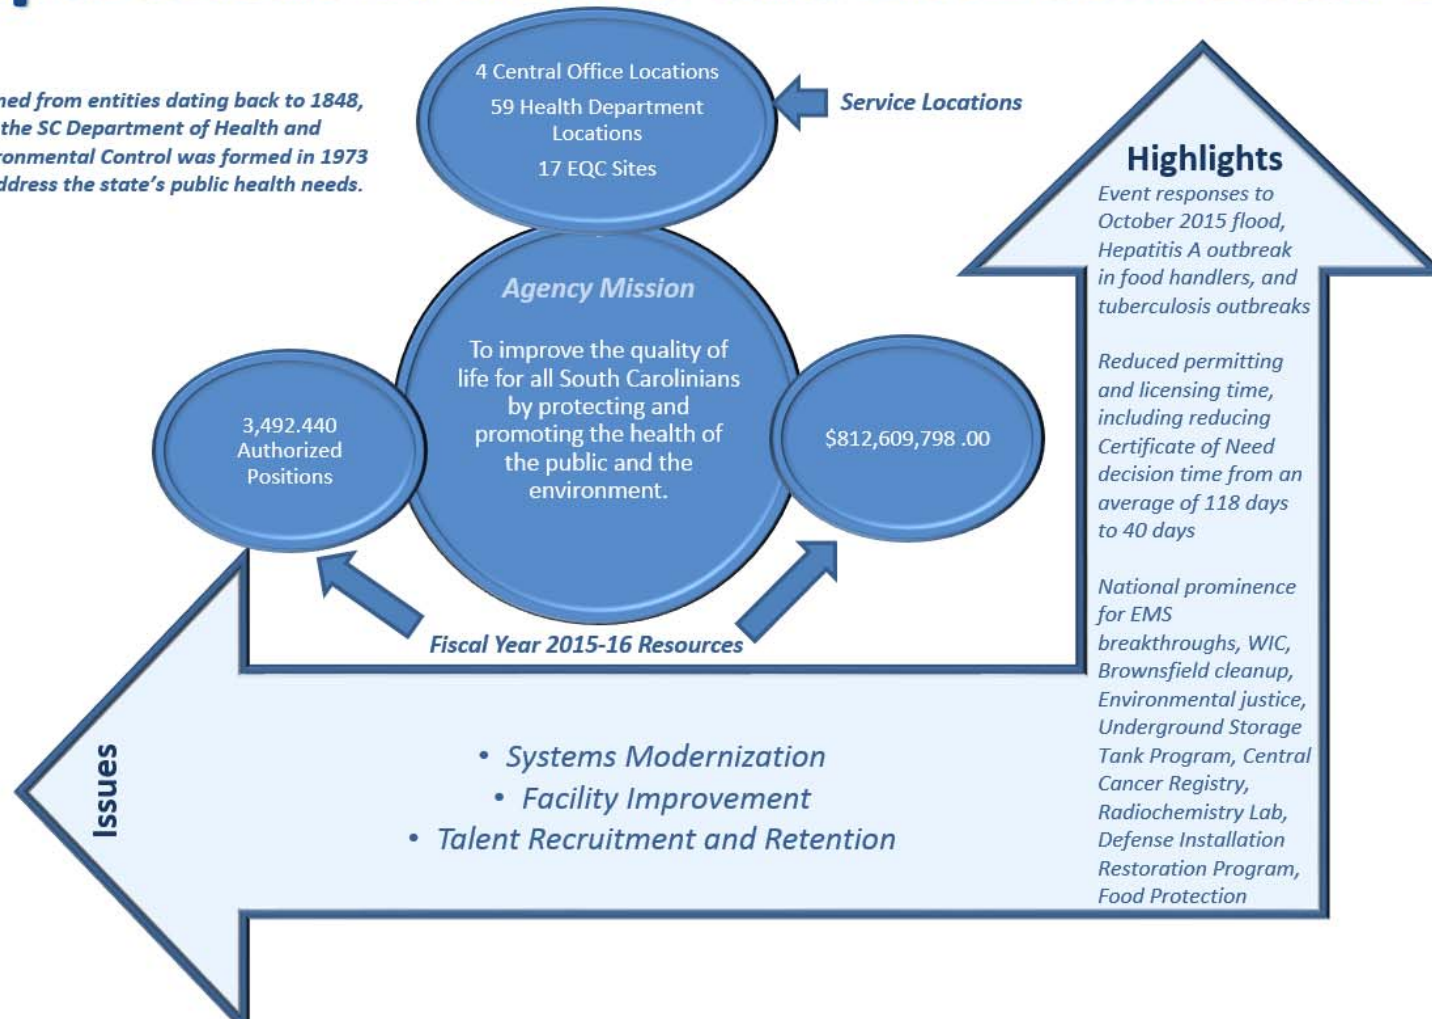 4 Central Office Locations
59 Health Department
Locations
17 EQC Sites
Service Locations
from entities dating back to 1848,
the SC Department of Health and
Control was formed in 1973
the state's public health needs.
Agency Mission
To improve the quality of
life for all South Carolinians
by protecting and
promoting the health of
the public and the
environment.
3,492.440
Authorized
Positions
$812,609,798 .00
Fiscal Year 2015-16 Resources
Highlights
Event responses to
October 2015 flood,
Hepatitis A outbreak
in food handlers, and
tuberculosis outbreaks
Reduced permitting
and licensing time,
including reducing
Certificate of Need
decision time from an
average of 118 days
to 40 days
National prominence
for EMS
breakthroughs, WIC,
Brownsfield cleanup,
Environmental justice,
Underground Storage
Tank Program, Central
Cancer Registry,
Radiochemistry Lab,
Defense Installation
Restoration Program,
Food Protection
Issues
• Systems Modernization
• Facility Improvement
• Talent Recruitment and Retention